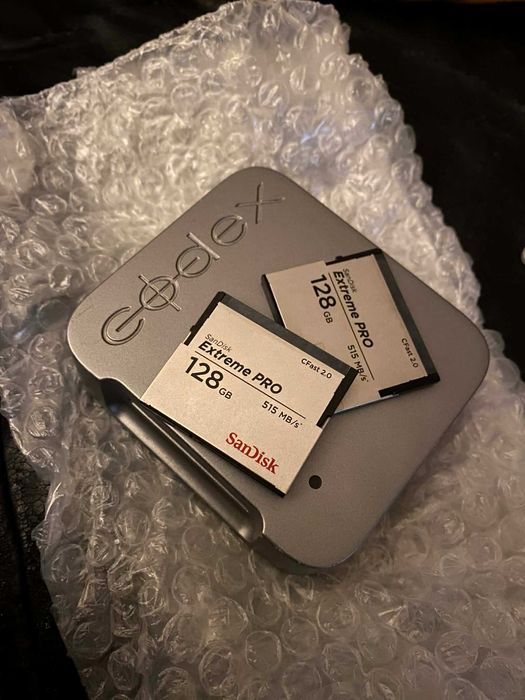 codex
SanDisk
Extreme PRO
CFast 2.0
128 GB
515 MB/s*
SanDisk
SanDisk
Extreme PRO
128 GB
515 MB/s*
CFast 2.0